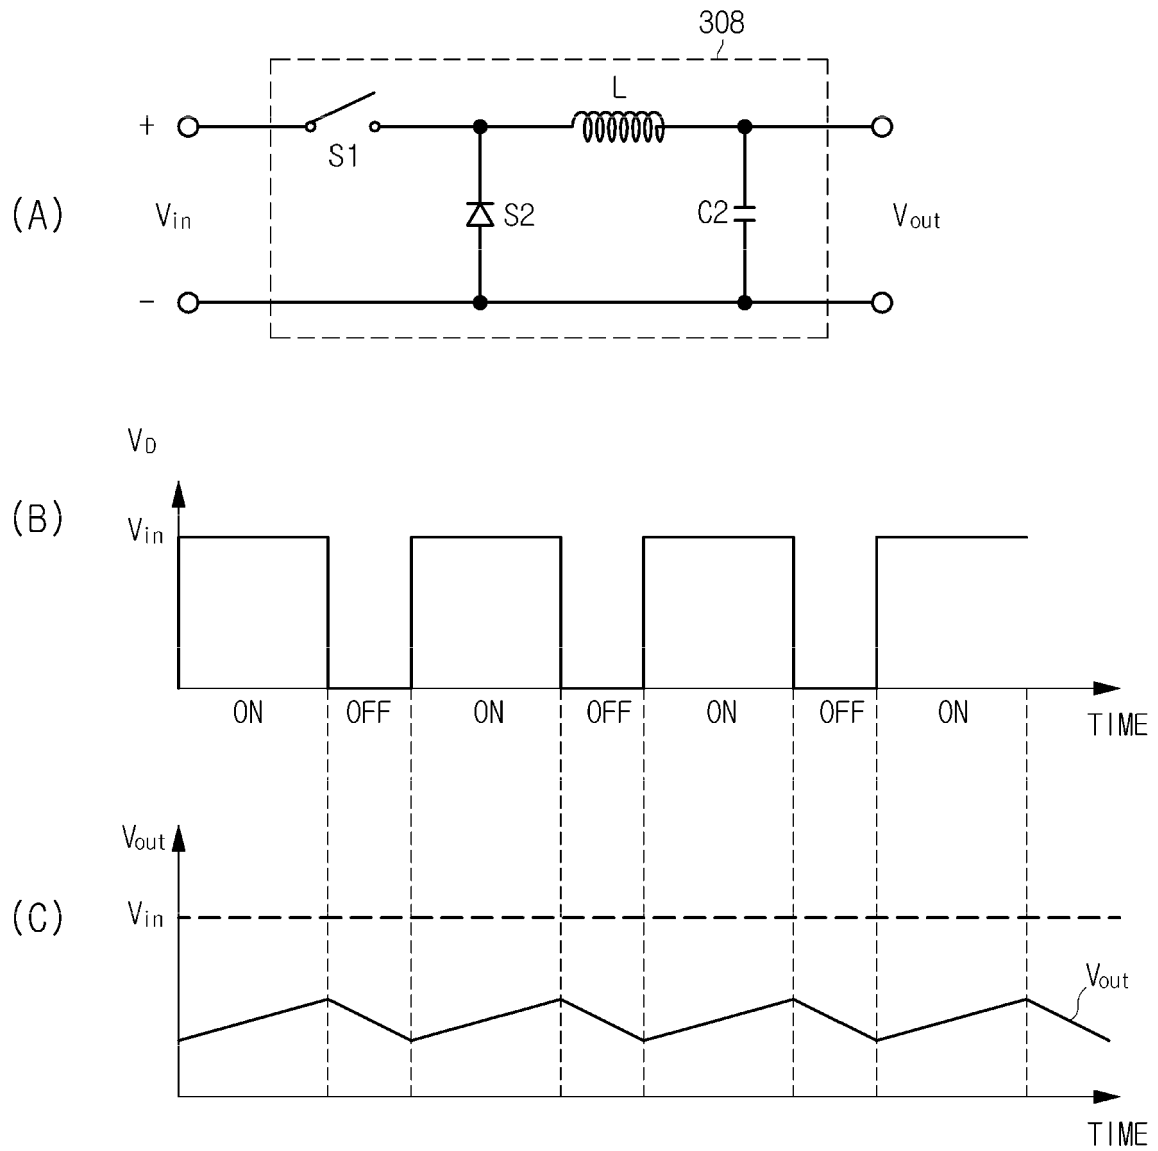 308
L
+
S1
(A)
Vin
S2
C2
Vout
−
VD
(B)
Vin
ON OFF ON OFF ON OFF ON
TIME
Vout
(C)
Vin
Vout
TIME